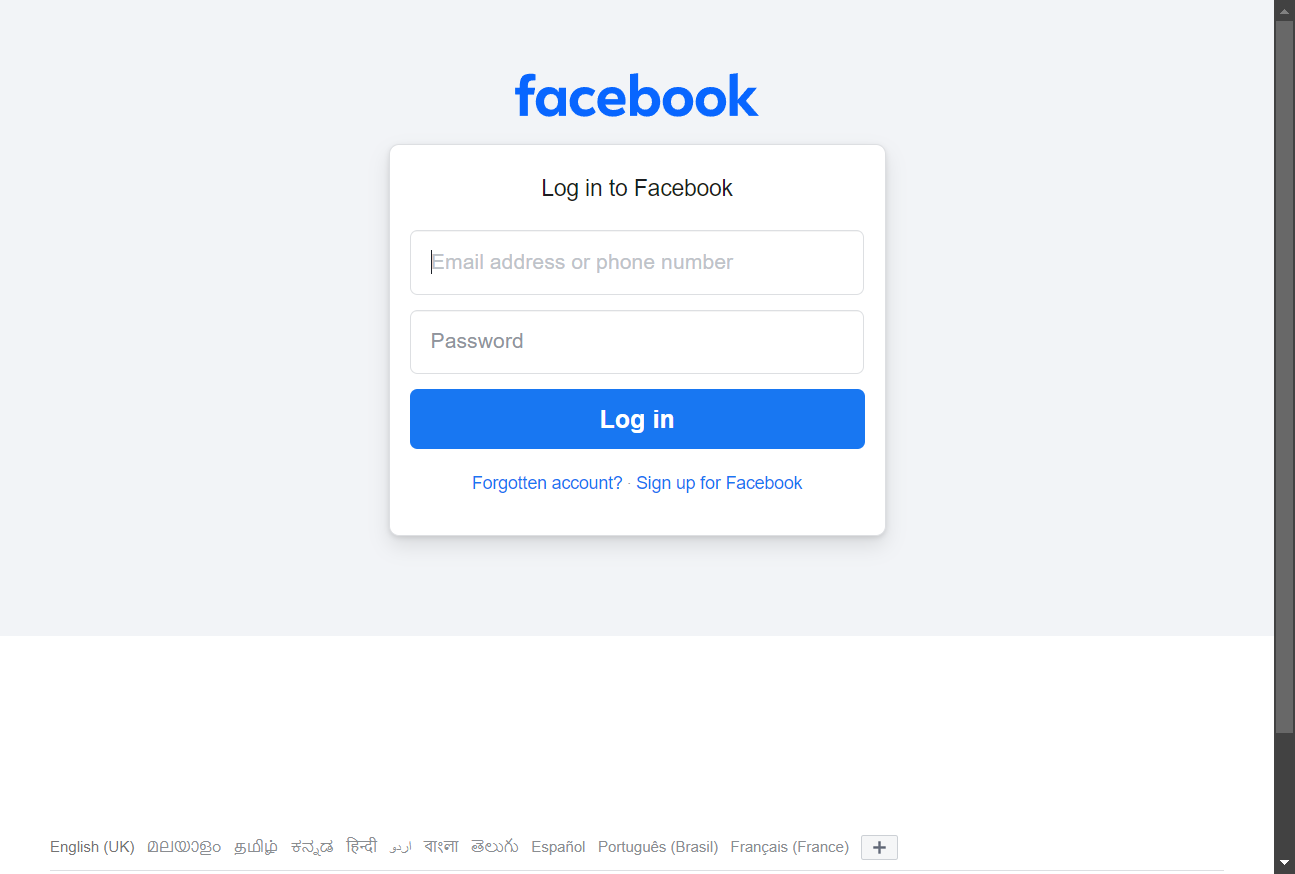 facebook
Log in to Facebook
Email address or phone number
Password
Log in
Forgotten account? · Sign up for Facebook
English (UK) മലയാളം தமிழ் ಕನ್ನಡ हिन्दी اردو বাংলা తెలుగు Español Português (Brasil) Français (France) +